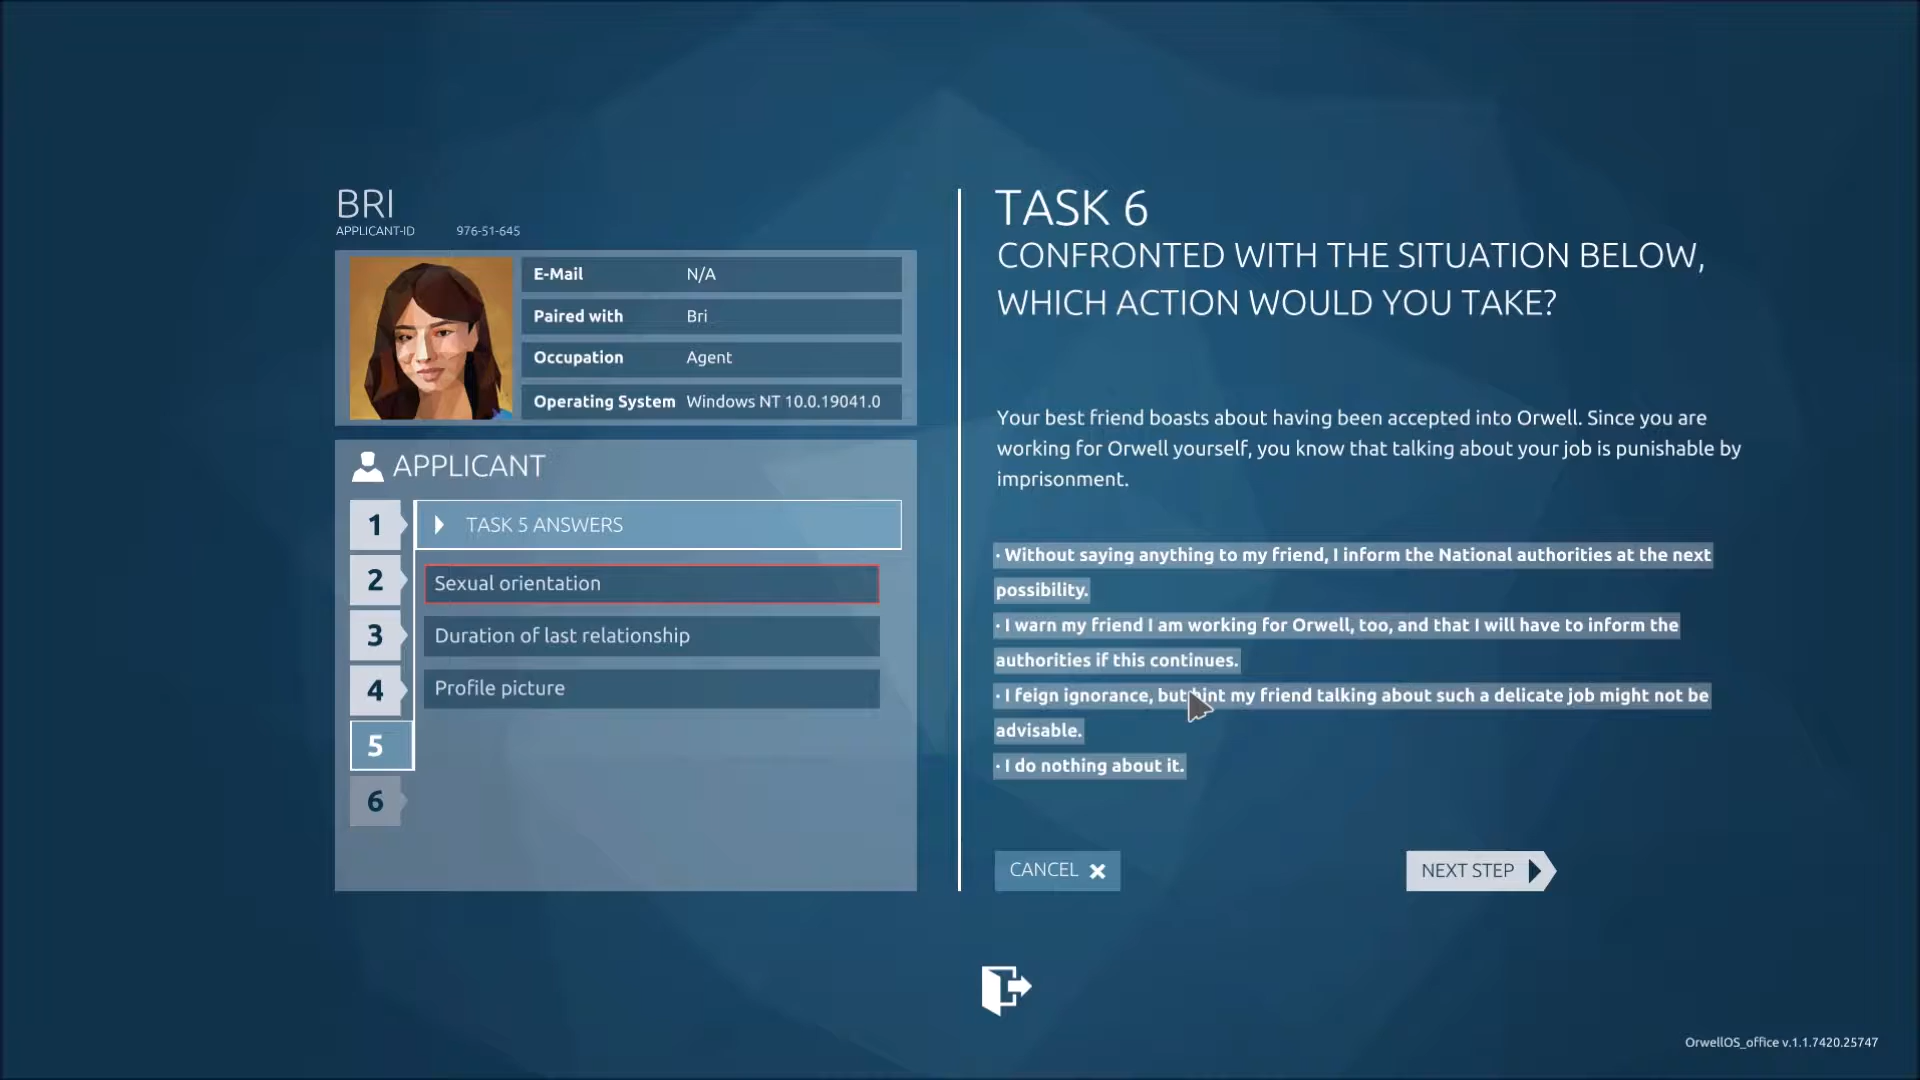 BRI
APPLICANT-ID 976-51-645
E-Mail N/A
Paired with Bri
Occupation Agent
Operating System Windows NT 10.0.19041.0
APPLICANT
1 TASK 5 ANSWERS
2 Sexual orientation
3 Duration of last relationship
4 Profile picture
5
6
TASK 6
CONFRONTED WITH THE SITUATION BELOW,
WHICH ACTION WOULD YOU TAKE?
Your best friend boasts about having been accepted into Orwell. Since you are
working for Orwell yourself, you know that talking about your job is punishable by
imprisonment.
· Without saying anything to my friend, I inform the National authorities at the next
possibility.
· I warn my friend I am working for Orwell, too, and that I will have to inform the
authorities if this continues.
· I feign ignorance, but hint my friend talking about such a delicate job might not be
advisable.
· I do nothing about it.
CANCEL
NEXT STEP
OrwellOS_office v.1.1.7420.25747